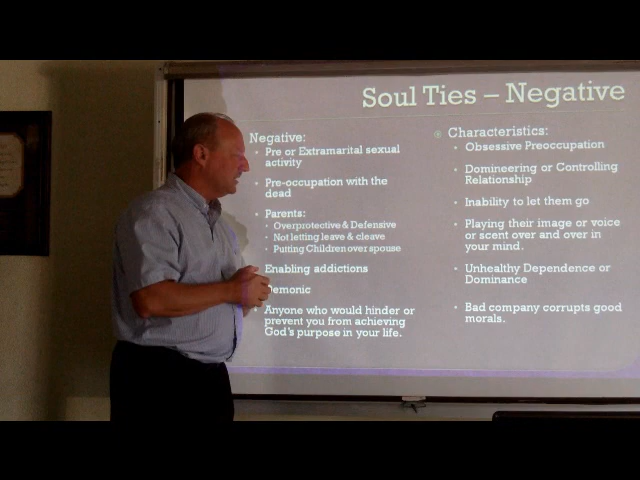 Soul Ties – Negative
Negative:
• Pre or Extramarital sexual
activity
• Pre-occupation with the
dead
• Parents:
• Overprotective & Defensive
• Not letting leave & cleave
• Putting Children over spouse
Enabling addictions
• Anyone who would hinder or
prevent you from achieving
God's purpose in your life.
Characteristics:
• Obsessive Preoccupation
• Domineering or Controlling
Relationship
• Inability to let them go
• Playing their image or voice
or scent over and over in
your mind.
• Unhealthy Dependence or
Dominance
• Bad company corrupts good
morals.